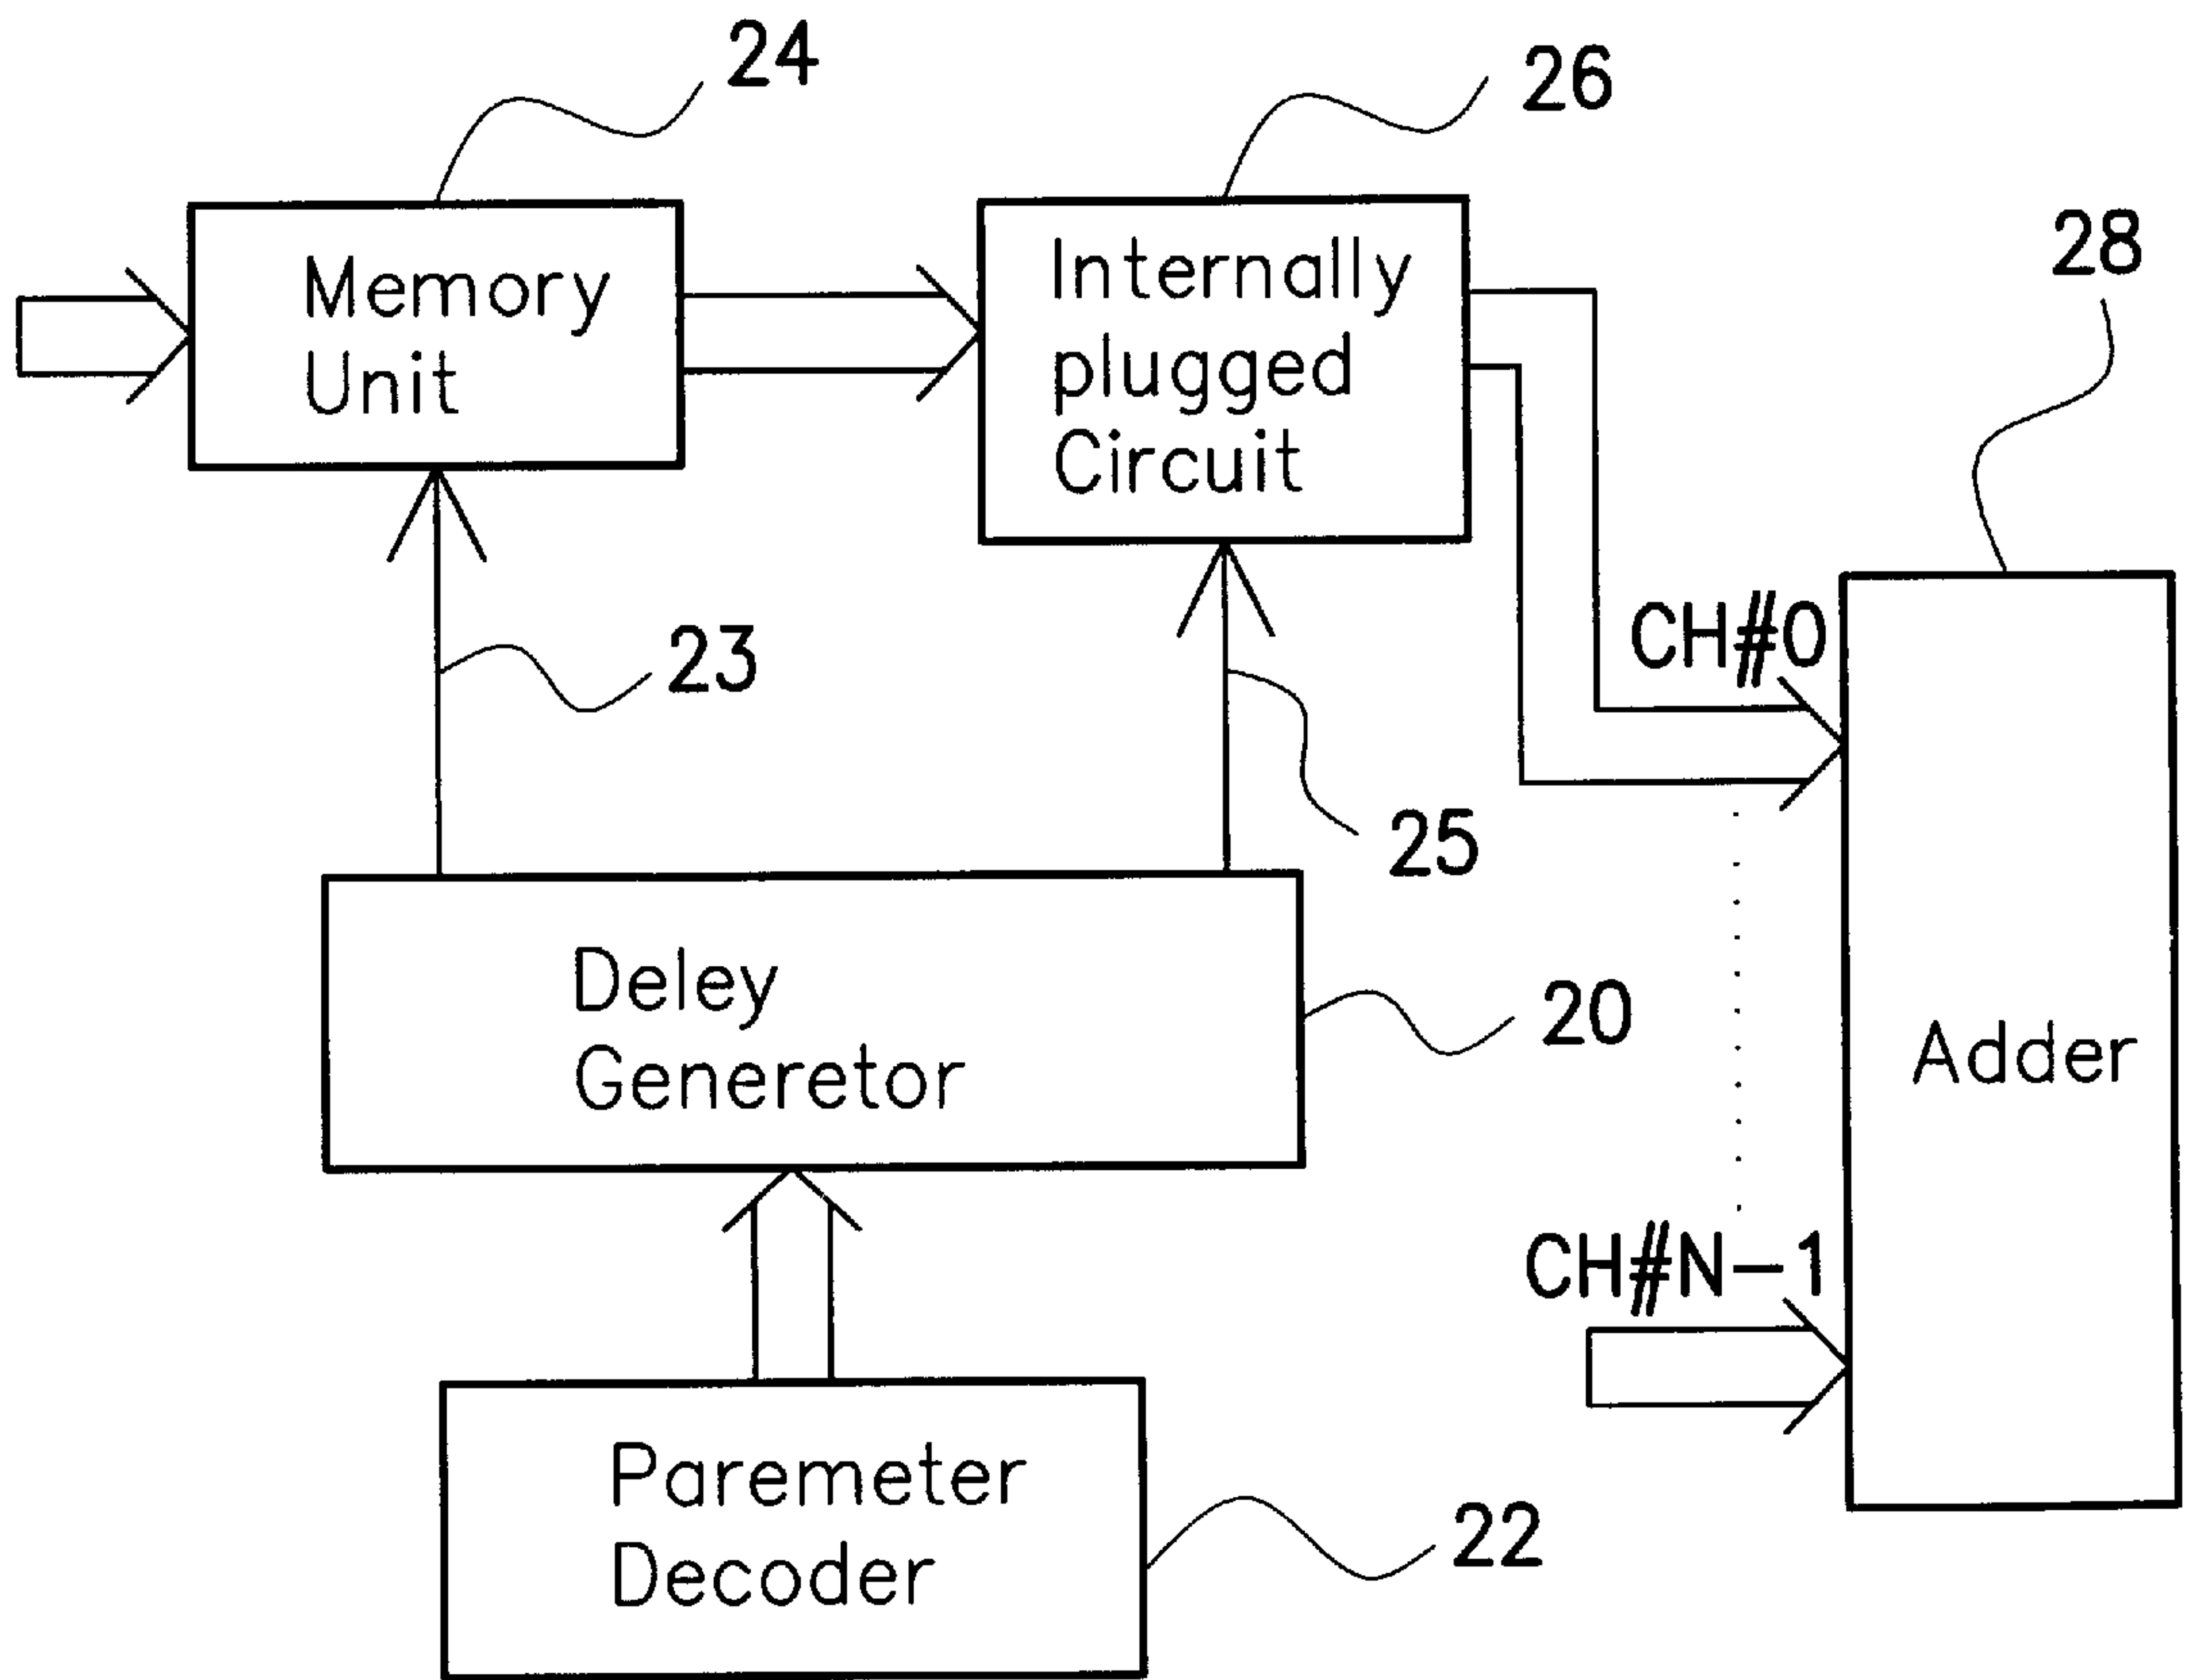 24
26
Memory
Unit
Internally
plugged
Circuit
28
23
25
CH#0
Deley
Generetor
20
Adder
CH#N-1
Paremeter
Decoder
22